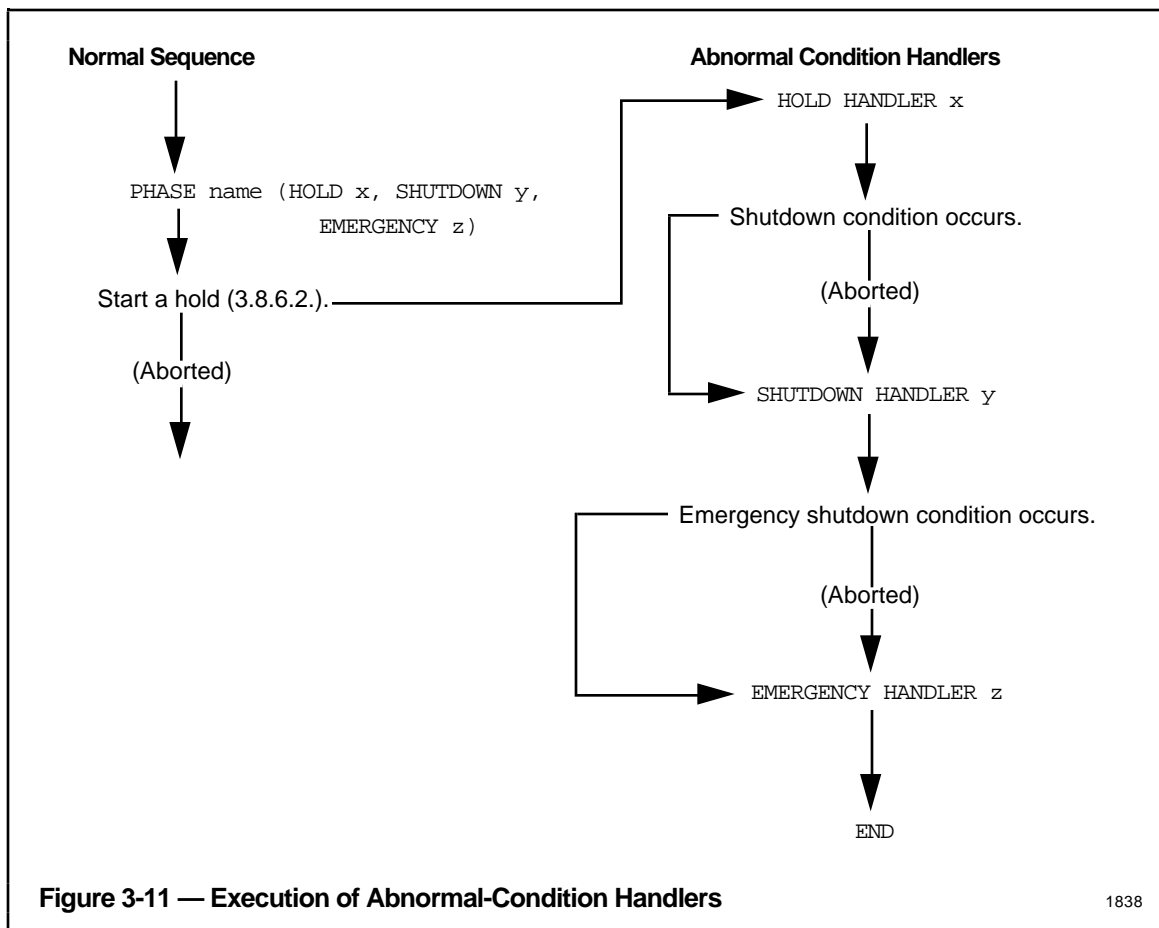 Normal Sequence
PHASE name (HOLD x, SHUTDOWN y,
EMERGENCY z)
Start a hold (3.8.6.2.).
(Aborted)
Abnormal Condition Handlers
HOLD HANDLER x
Shutdown condition occurs.
(Aborted)
SHUTDOWN HANDLER y
Emergency shutdown condition occurs.
(Aborted)
EMERGENCY HANDLER z
END
Figure 3-11 — Execution of Abnormal-Condition Handlers
1838